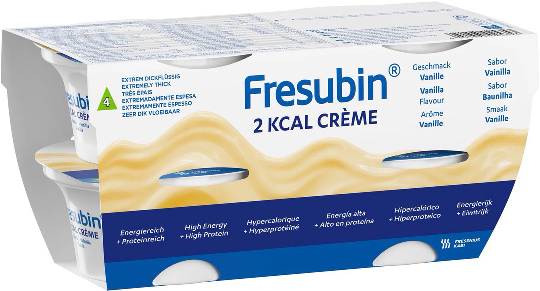 4
EXTREM DICKFLÜSSIG
EXTREMELY THICK
TRÈS ÉPAIS
EXTREMADAMENTE ESPESA
EXTREMAMENTE ESPESSO
ZEER DIK VLOEIBAAR
Fresubin®
2 KCAL CRÈME
Geschmack
Vanille
Vanilla
Flavour
Arôme
Vanille
Sabor
Vainilla
Sabor
Baunilha
Smaak
Vanille
Energiereich
+ Proteinreich
High Energy
+ High Protein
Hypercalorique
+ Hyperprotéiné
Energía alta
+ Alto en proteína
Hipercalórico
+ Hiperproteico
Energierijk
+ Eiwitrijk
FRESENIUS
KABI